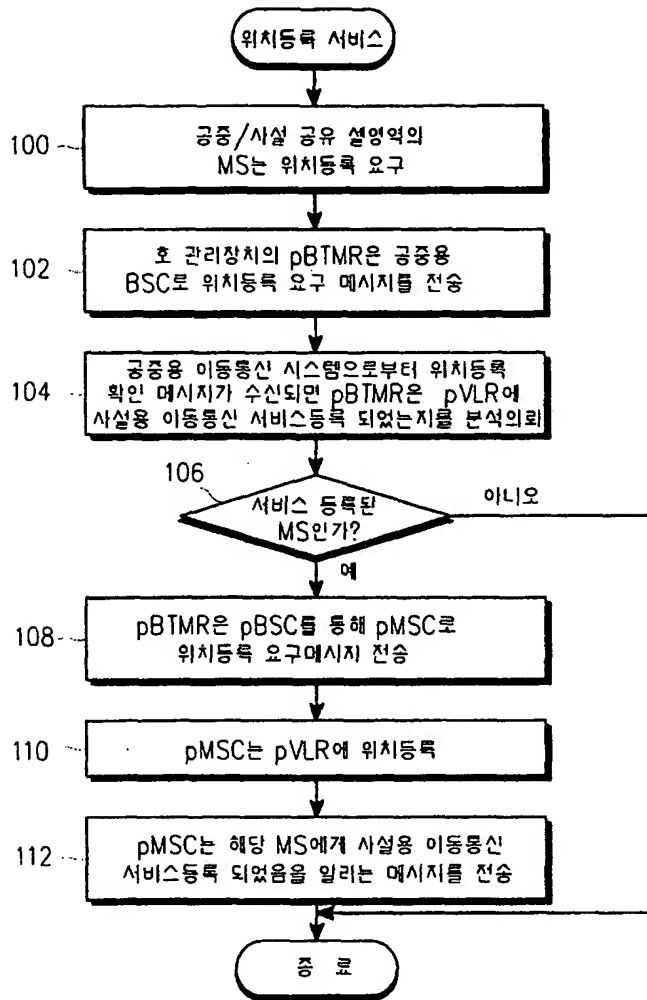 위치등록 서비스
100
공중/사설 공유 셀영역의
MS는 위치등록 요구
102
호 관리장치의 pBTMR은 공중용
BSC로 위치등록 요구 메시지를 전송
104
공중용 이동통신 시스템으로부터 위치등록
확인 메시지가 수신되면 pBTMR은 pVLR에
사설용 이동통신 서비스등록 되었는지를 분석의뢰
106
서비스 등록된
MS인가?
아니오
예
108
pBTMR은 pBSC를 통해 pMSC로
위치등록 요구메시지 전송
110
pMSC는 pVLR에 위치등록
112
pMSC는 해당 MS에게 사설용 이동통신
서비스등록 되었음을 알리는 메시지를 전송
종 료